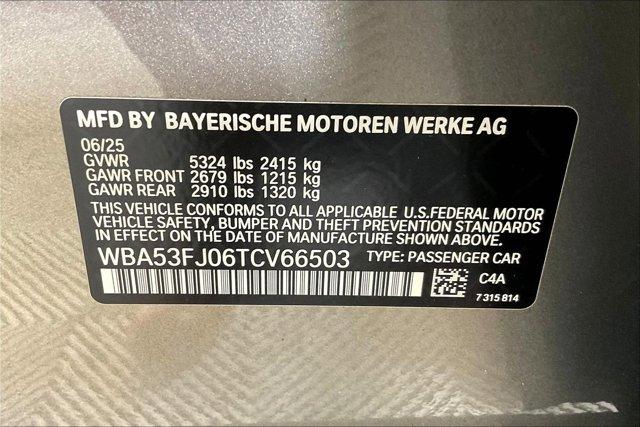 MFD BY BAYERISCHE MOTOREN WERKE AG
06/25
GVWR 5324 lbs 2415 kg
GAWR FRONT 2679 lbs 1215 kg
GAWR REAR 2910 lbs 1320 kg
THIS VEHICLE CONFORMS TO ALL APPLICABLE U.S.FEDERAL MOTOR
VEHICLE SAFETY, BUMPER AND THEFT PREVENTION STANDARDS
IN EFFECT ON THE DATE OF MANUFACTURE SHOWN ABOVE.
WBA53FJ06TCV66503 TYPE: PASSENGER CAR
C4A
7 315 814